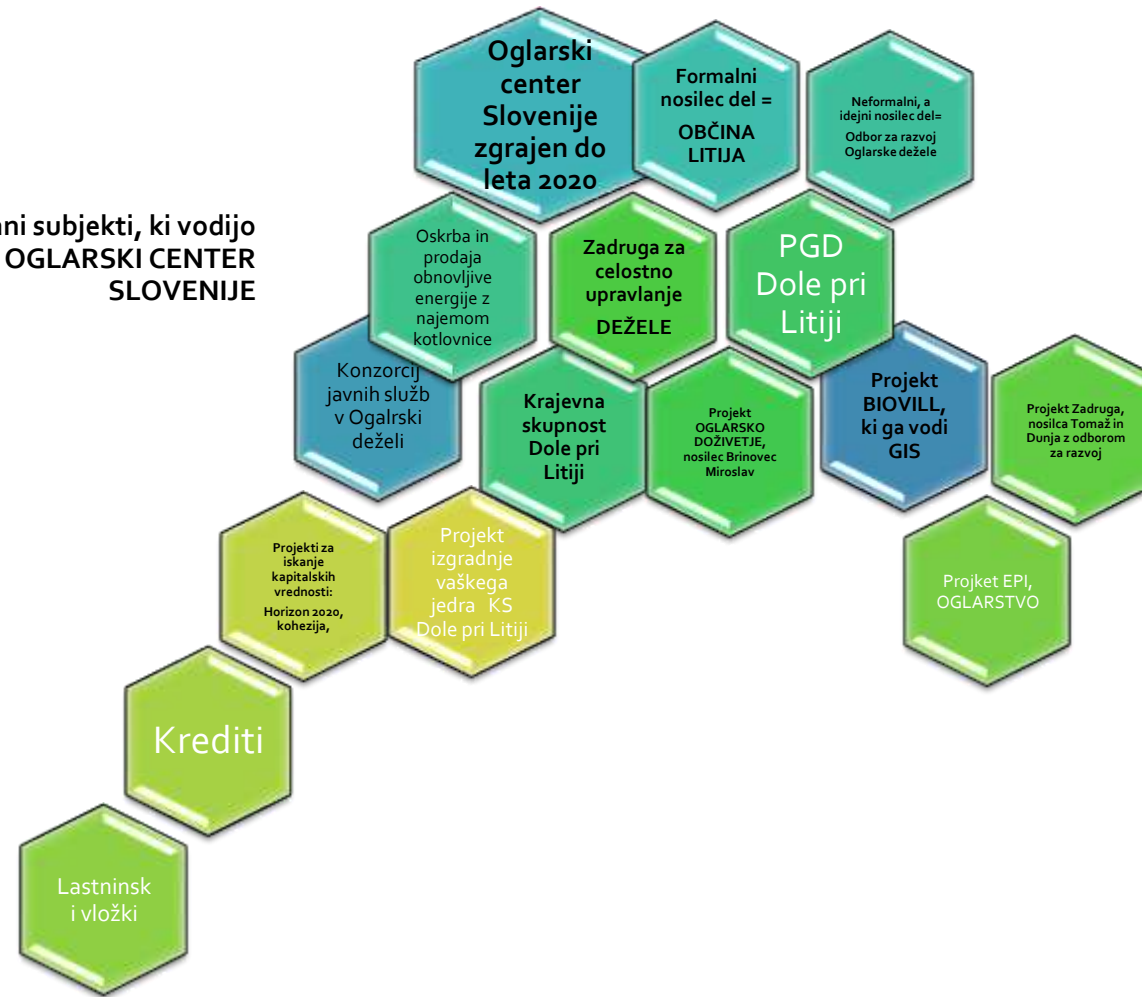 Oglarski
center
Slovenije
zgrajen do
leta 2020
Formalni
nosilec del =
OBČINA
LITIJA
Neformalni, a
idejni nosilec del=
Odbor za razvoj
Oglarske dežele
ni subjekti, ki vodijo
OGLARSKI CENTER
SLOVENIJE
Oskrba in
prodaja
obnovljive
energije z
najemom
kotlovnice
Zadruga za
celostno
upravlanje
DEŽELE
PGD
Dole pri
Litiji
Konzorcij
javnih služb
v Ogalrski
deželi
Krajevna
skupnost
Dole pri
Litiji
Projekt
OGLARSKO
DOŽIVETJE,
nosilec Brinovec
Miroslav
Projekt
BIOVILL,
ki ga vodi
GIS
Projekt Zadruga,
nosilca Tomaž in
Dunja z odborom
za razvoj
Projekti za
iskanje
kapitalskih
vrednosti:
Horizon 2020,
kohezija,
Projekt
izgradnje
vaškega
jedra KS
Dole pri Litiji
Projket EPI,
OGLARSTVO
Krediti
Lastninsk
i vložki